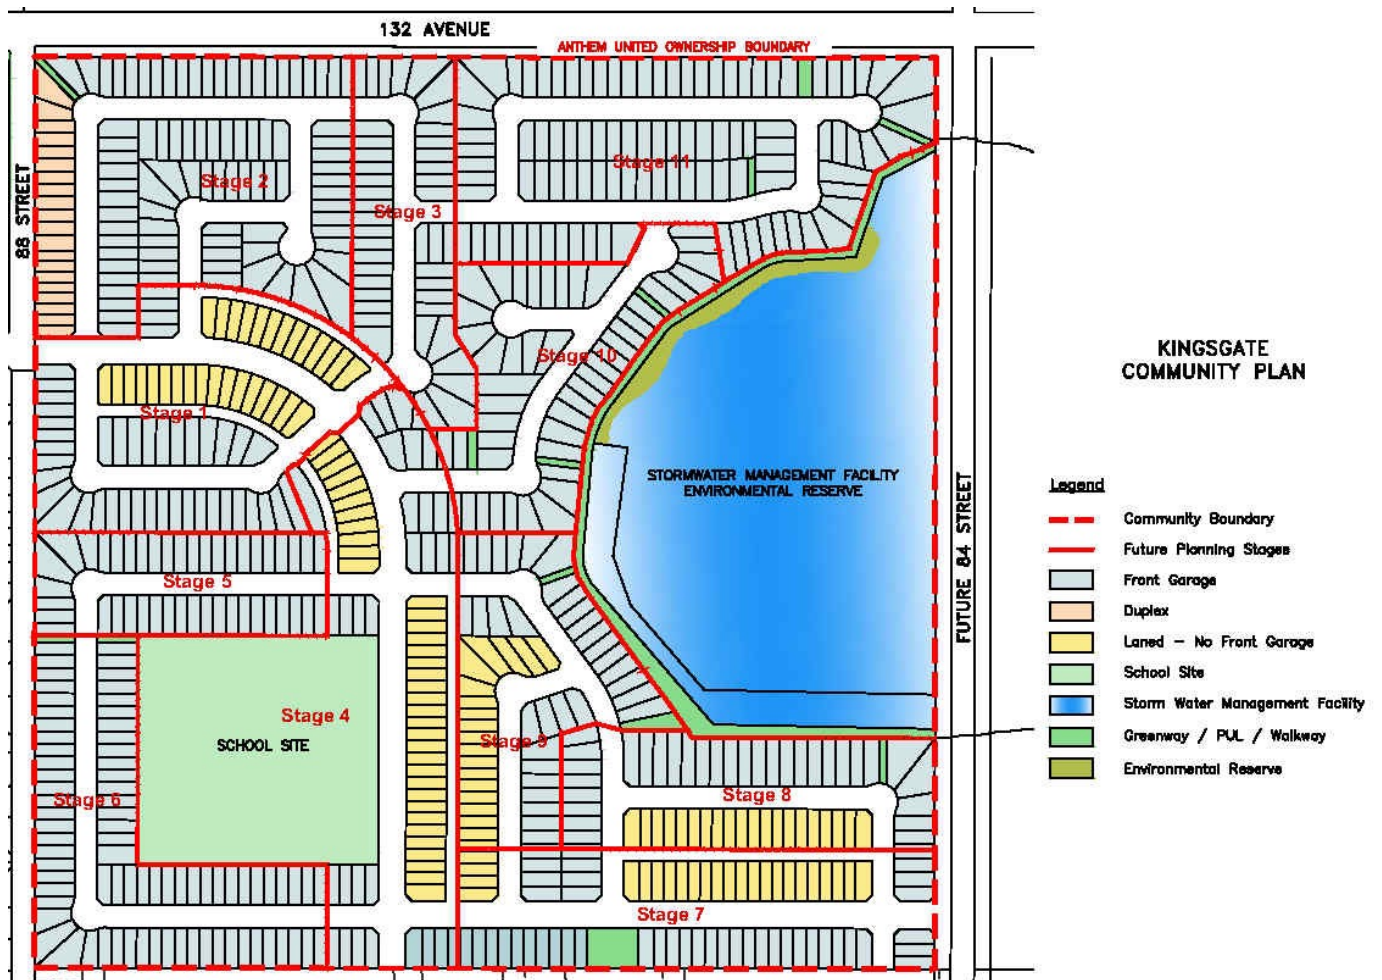 132 AVENUE
ANTHEM UNITED OWNERSHIP BOUNDARY
88 STREET
Stage 11
Stage 2
Stage 3
Stage 10
Stage 1
KINGSGATE
COMMUNITY PLAN
STORMWATER MANAGEMENT FACILITY
ENVIRONMENTAL RESERVE
FUTURE 84 STREET
Legend
Community Boundary
Future Planning Stages
Front Garage
Duplex
Laned - No Front Garage
School Site
Storm Water Management Facility
Greenway / PUL / Walkway
Environmental Reserve
Stage 5
Stage 4
SCHOOL SITE
Stage 9
Stage 6
Stage 8
Stage 7